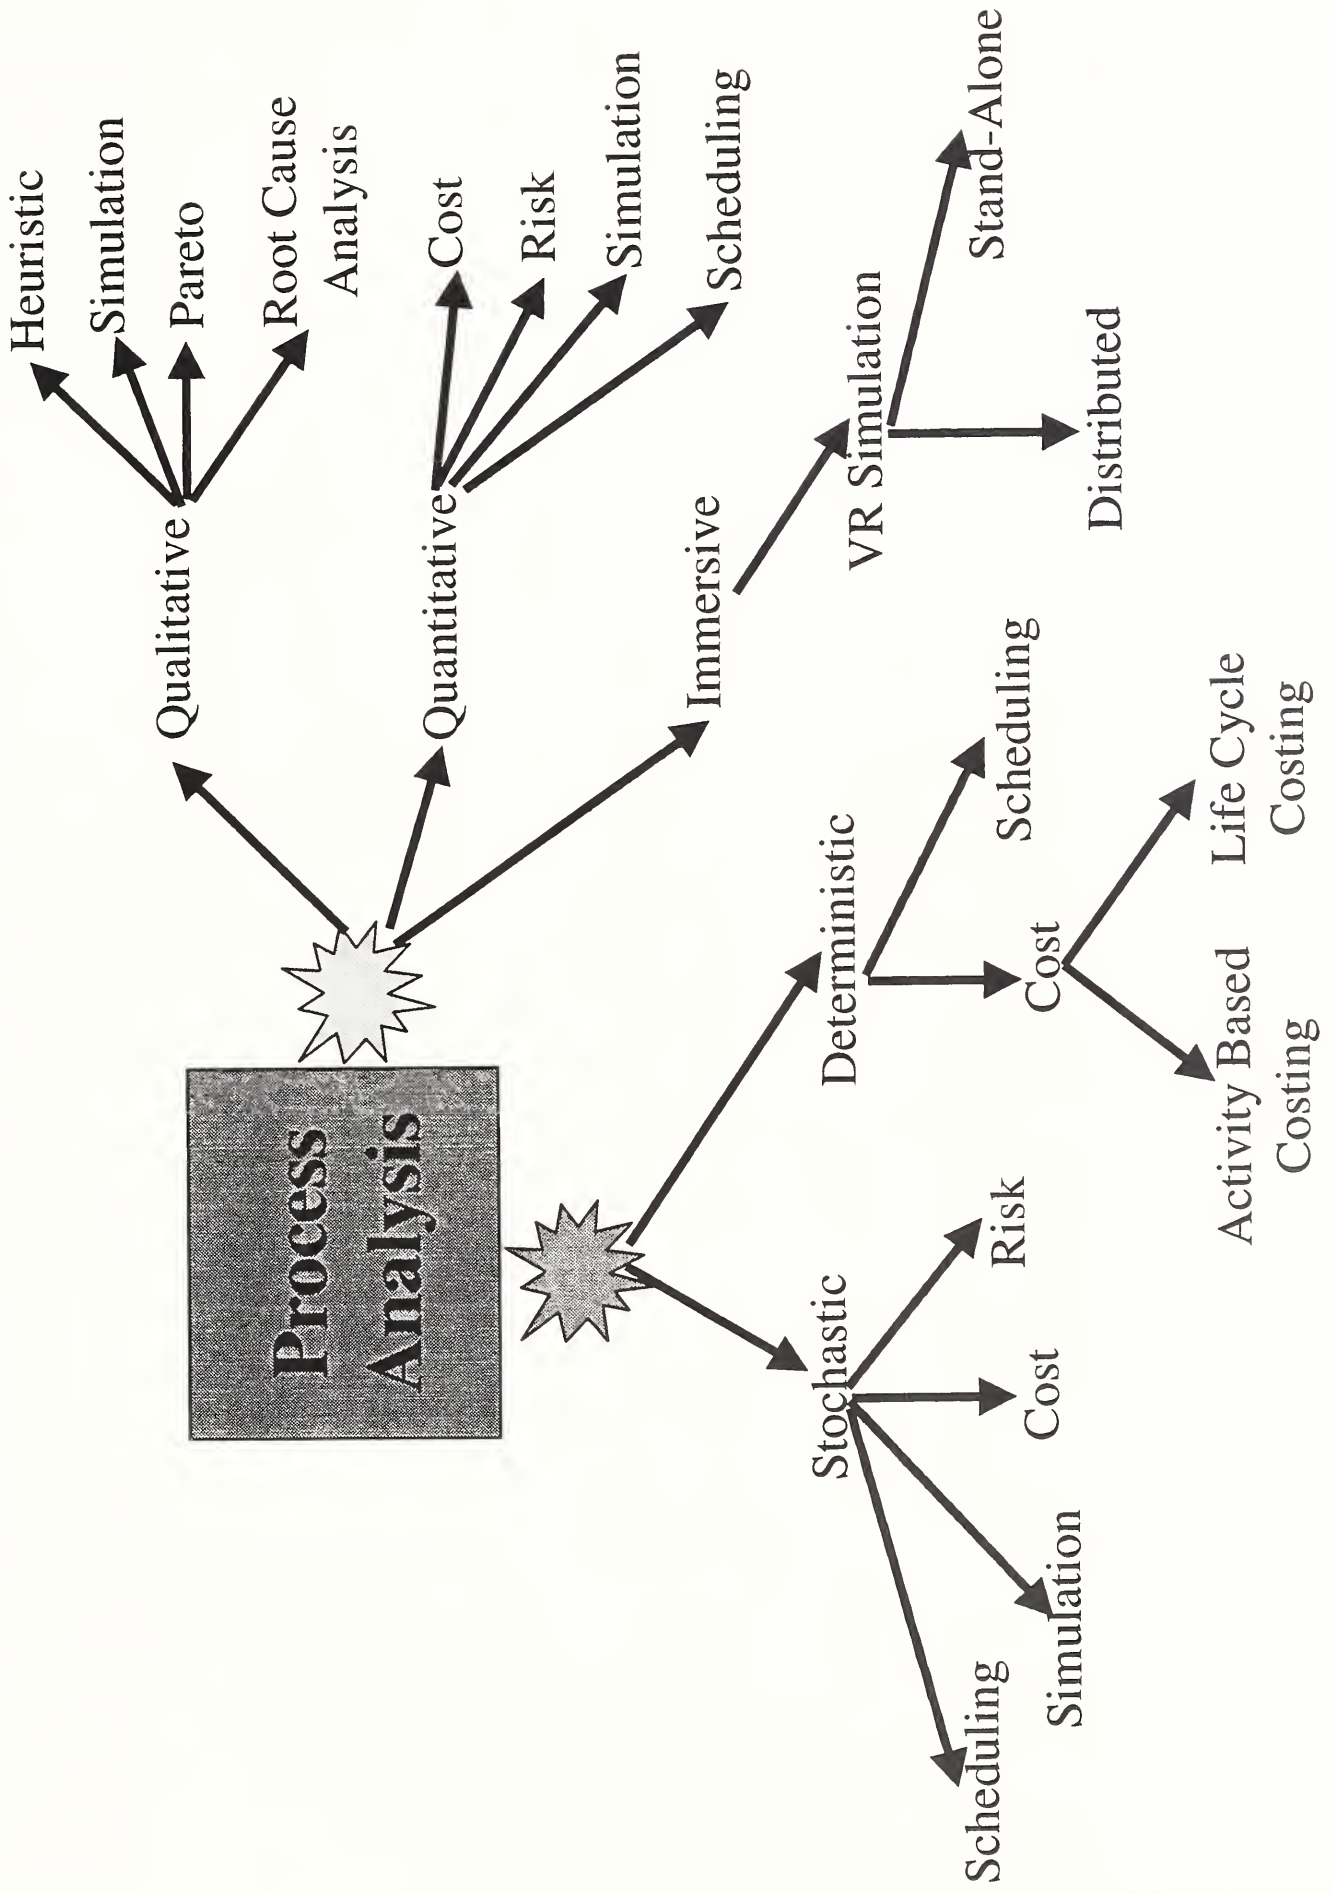 Process
Analysis
Qualitative
Heuristic
Simulation
Pareto
Root Cause
Analysis
Quantitative
Cost
Risk
Simulation
Scheduling
Immersive
VR Simulation
Stand-Alone
Distributed
Deterministic
Scheduling
Cost
Life Cycle
Costing
Activity Based
Costing
Stochastic
Risk
Cost
Simulation
Scheduling